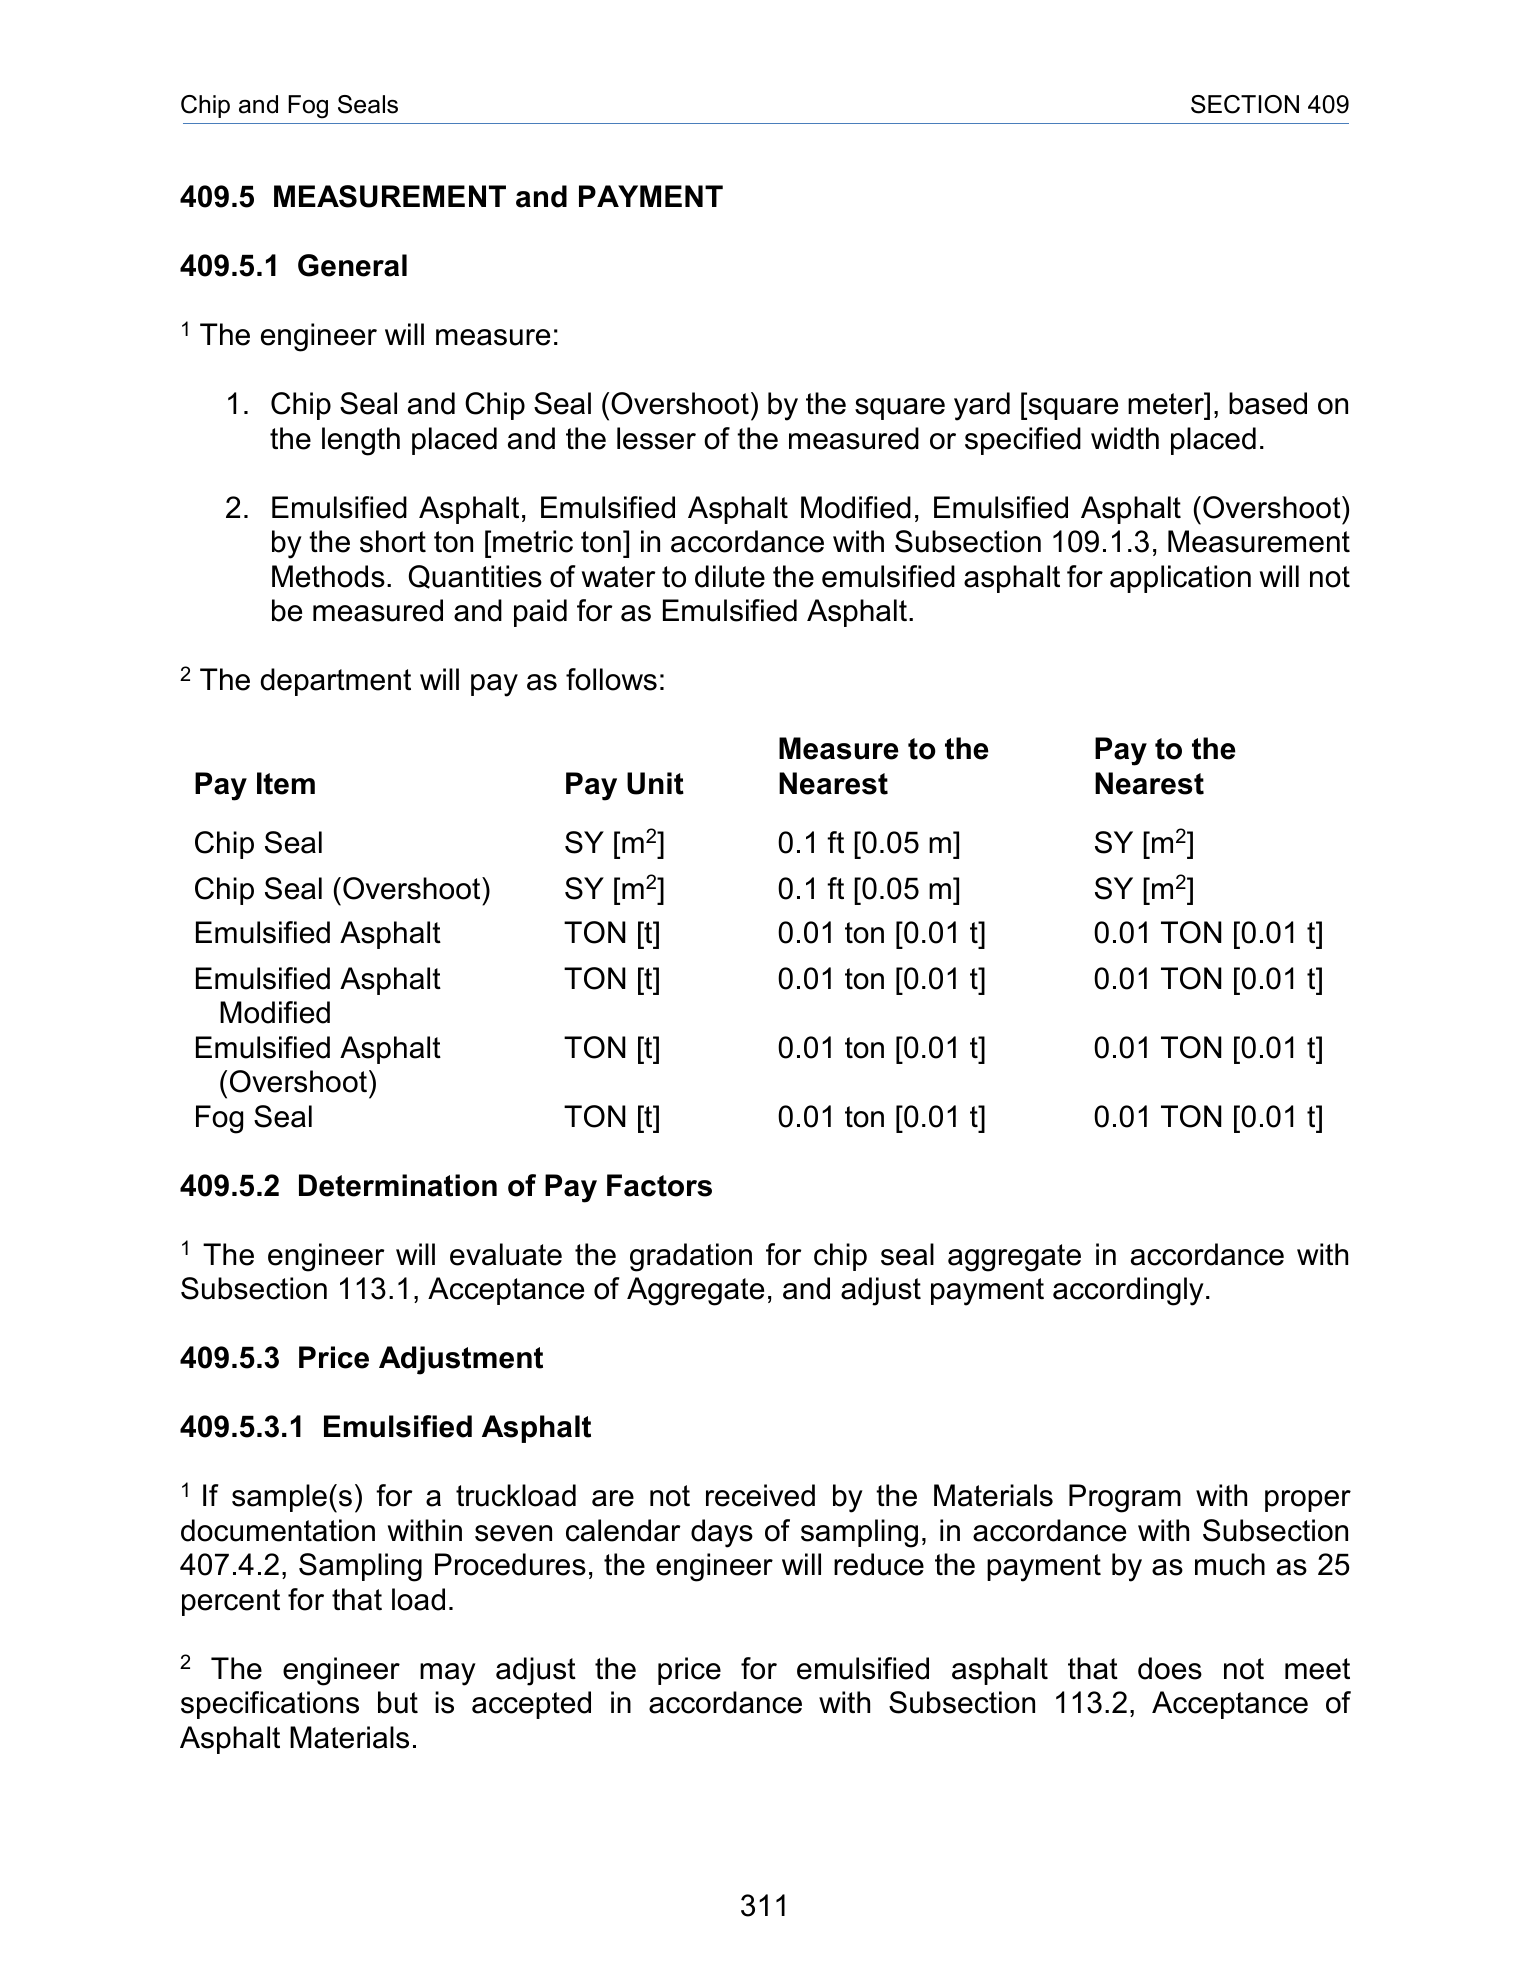 Chip and Fog Seals SECTION 409
409.5 MEASUREMENT and PAYMENT
409.5.1 General
1 The engineer will measure:
1. Chip Seal and Chip Seal (Overshoot) by the square yard [square meter], based on
the length placed and the lesser of the measured or specified width placed.
2. Emulsified Asphalt, Emulsified Asphalt Modified, Emulsified Asphalt (Overshoot)
by the short ton [metric ton] in accordance with Subsection 109.1.3, Measurement
Methods. Quantities of water to dilute the emulsified asphalt for application will not
be measured and paid for as Emulsified Asphalt.
2 The department will pay as follows:
Measure to the Pay to the
Pay Item Pay Unit Nearest Nearest
Chip Seal SY [m2] 0.1 ft [0.05 m] SY [m2]
Chip Seal (Overshoot) SY [m2] 0.1 ft [0.05 m] SY [m2]
Emulsified Asphalt TON [t] 0.01 ton [0.01 t] 0.01 TON [0.01 t]
Emulsified Asphalt TON [t] 0.01 ton [0.01 t] 0.01 TON [0.01 t]
Modified
Emulsified Asphalt TON [t] 0.01 ton [0.01 t] 0.01 TON [0.01 t]
(Overshoot)
Fog Seal TON [t] 0.01 ton [0.01 t] 0.01 TON [0.01 t]
409.5.2 Determination of Pay Factors
1 The engineer will evaluate the gradation for chip seal aggregate in accordance with
Subsection 113.1, Acceptance of Aggregate, and adjust payment accordingly.
409.5.3 Price Adjustment
409.5.3.1 Emulsified Asphalt
1 If sample(s) for a truckload are not received by the Materials Program with proper
documentation within seven calendar days of sampling, in accordance with Subsection
407.4.2, Sampling Procedures, the engineer will reduce the payment by as much as 25
percent for that load.
2 The engineer may adjust the price for emulsified asphalt that does not meet
specifications but is accepted in accordance with Subsection 113.2, Acceptance of
Asphalt Materials.
311